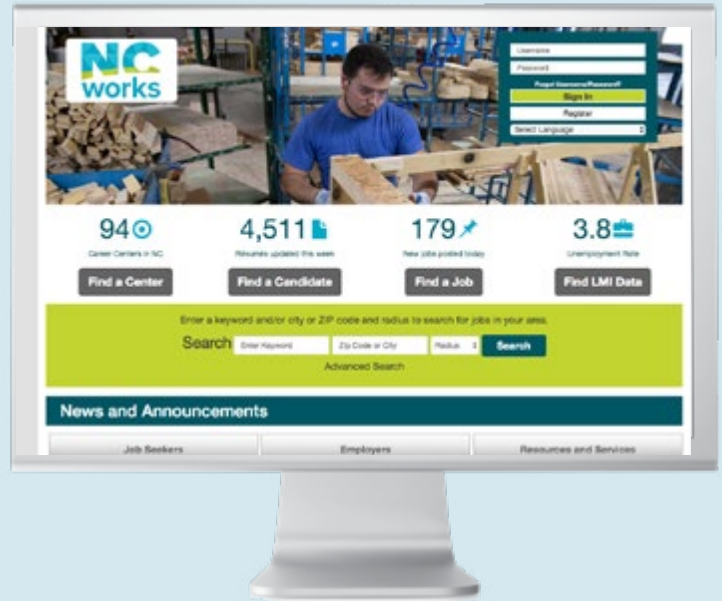 NC
works
Username
Password
Forgot Username/Password?
Sign In
Register
Select Language
94
4,511
179
3.8
Career Centers in NC
Résumés updated this week
New jobs posted today
Unemployment Rate
Find a Center
Find a Candidate
Find a Job
Find LMI Data
Enter a keyword and/or city or ZIP code and radius to search for jobs in your area.
Search Enter Keyword Zip Code or City Radius Search
Advanced Search
News and Announcements
Job Seekers Employers Resources and Services